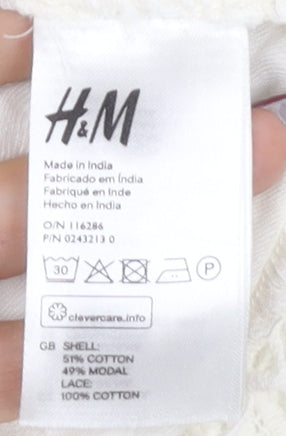 H&M
Made in India
Fabricado em Índia
Fabriqué en Inde
Hecho en India
O/N 116286
P/N 0243213 0
30 P
clevercare.info
GB SHELL:
51% COTTON
49% MODAL
LACE:
100% COTTON